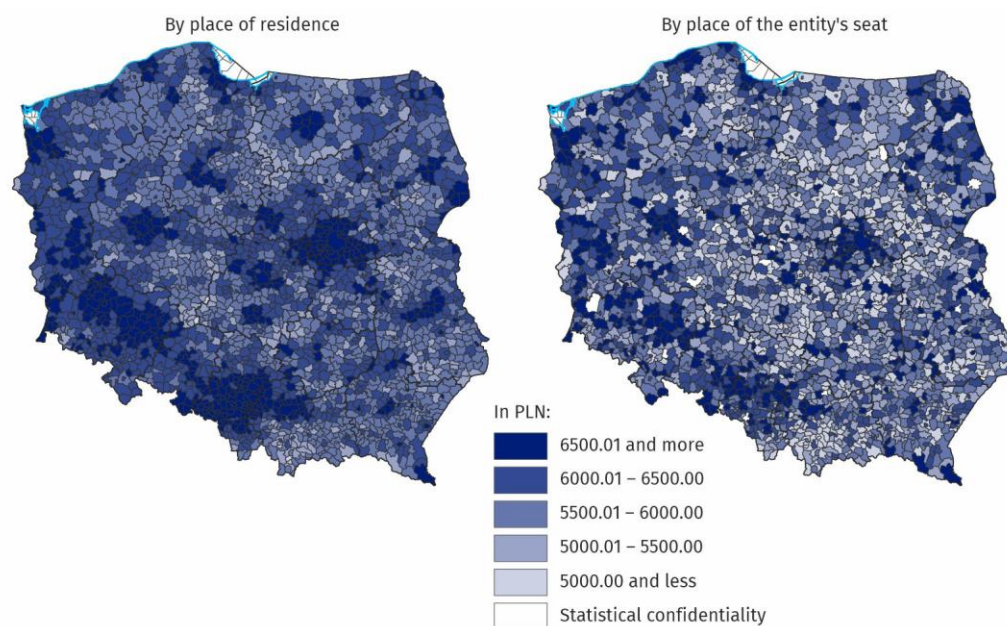 By place of residence
By place of the entity's seat
In PLN:
6500.01 and more
6000.01 – 6500.00
5500.01 – 6000.00
5000.01 – 5500.00
5000.00 and less
Statistical confidentiality